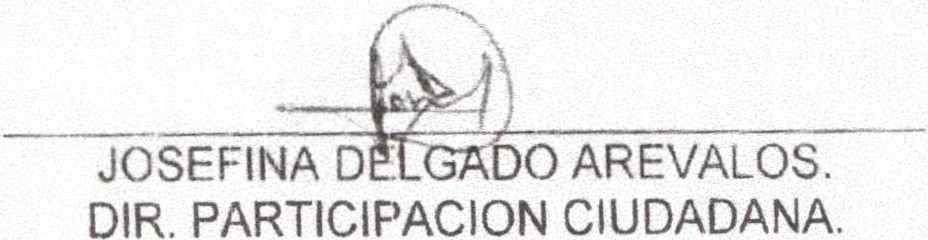 JOSEFINA DELGADO AREVALOS.
DIR. PARTICIPACION CIUDADANA.